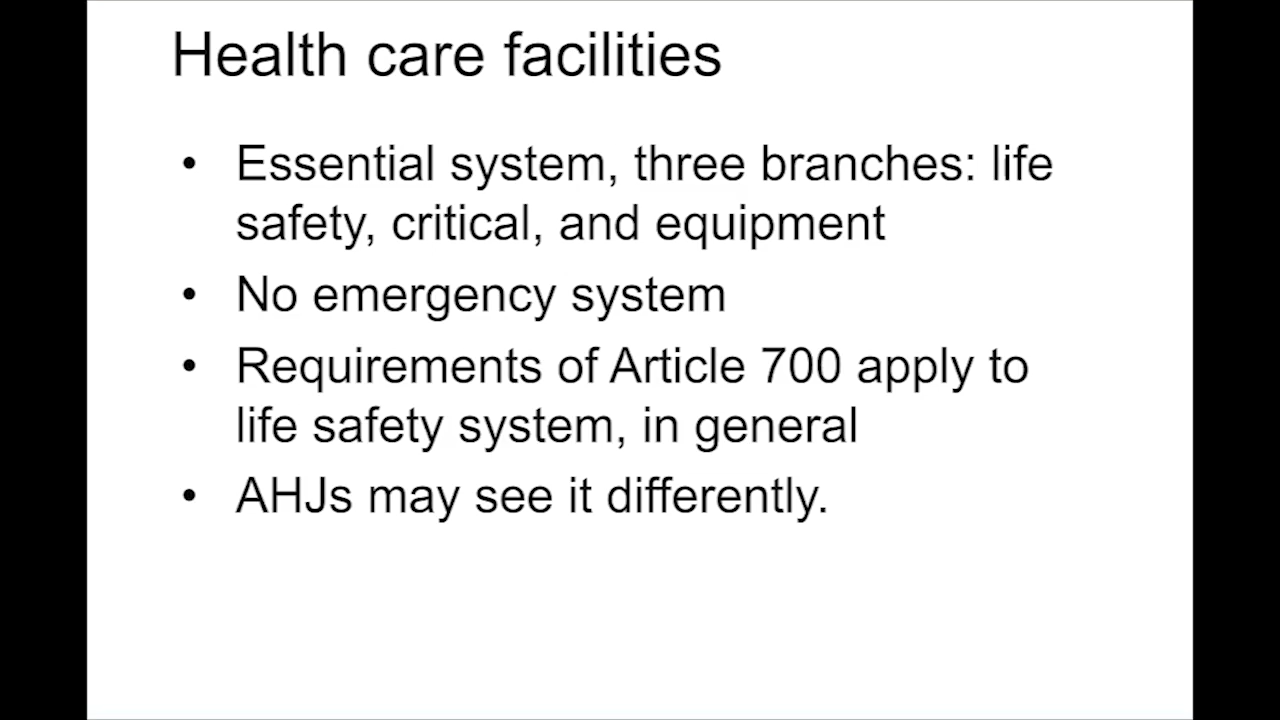 Health care facilities
• Essential system, three branches: life
safety, critical, and equipment
• No emergency system
• Requirements of Article 700 apply to
life safety system, in general
• AHJs may see it differently.